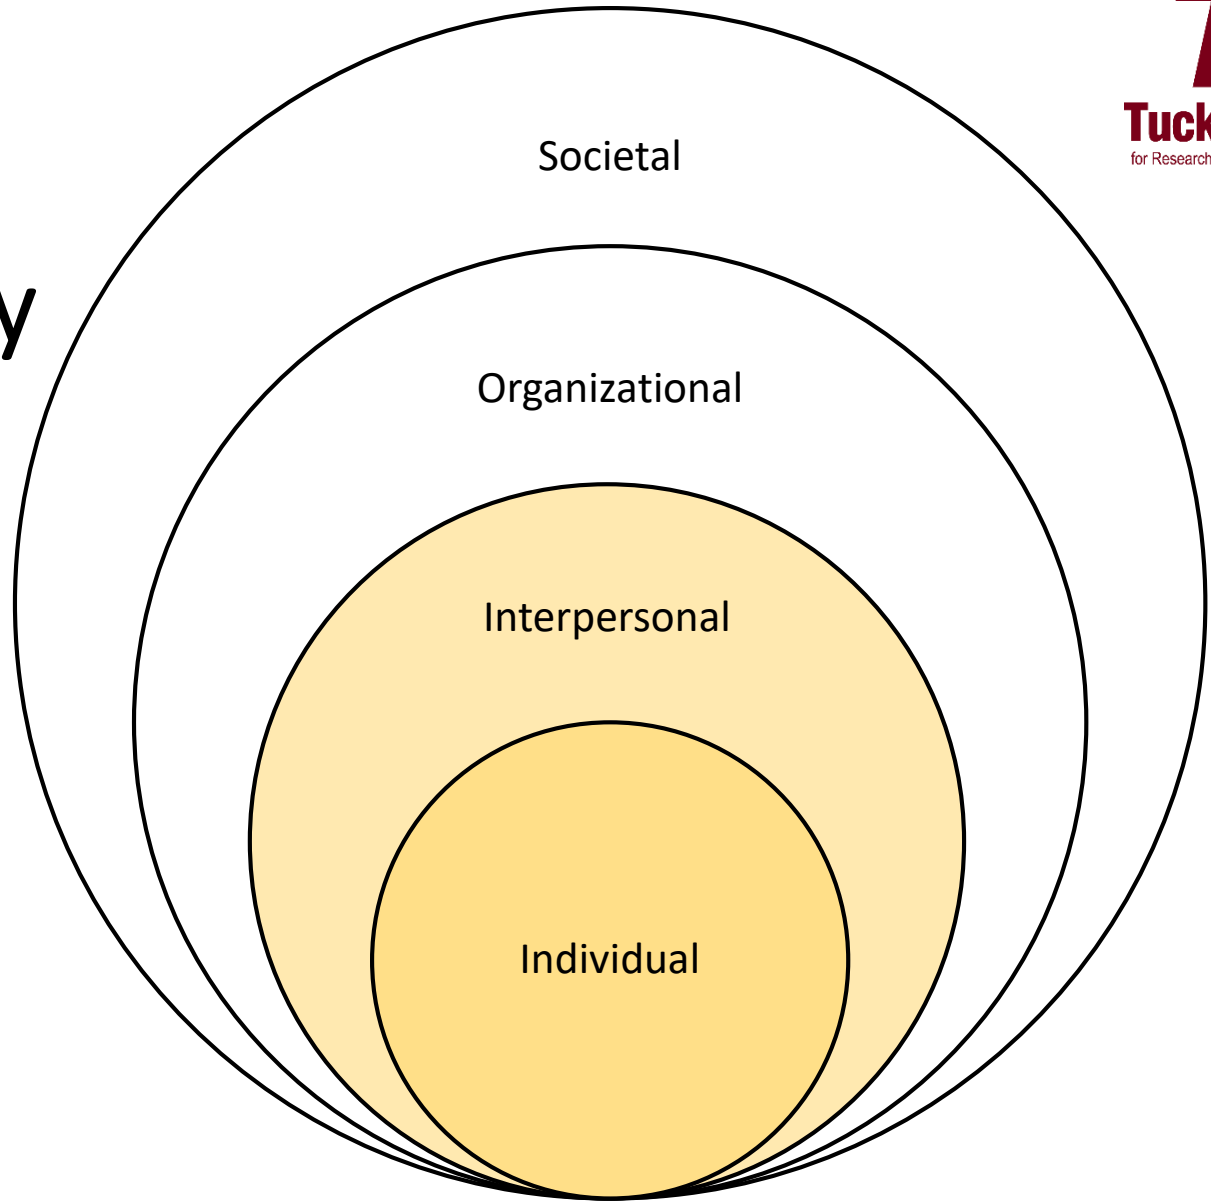 Tuck
for Research
Societal
y
Organizational
Interpersonal
Individual